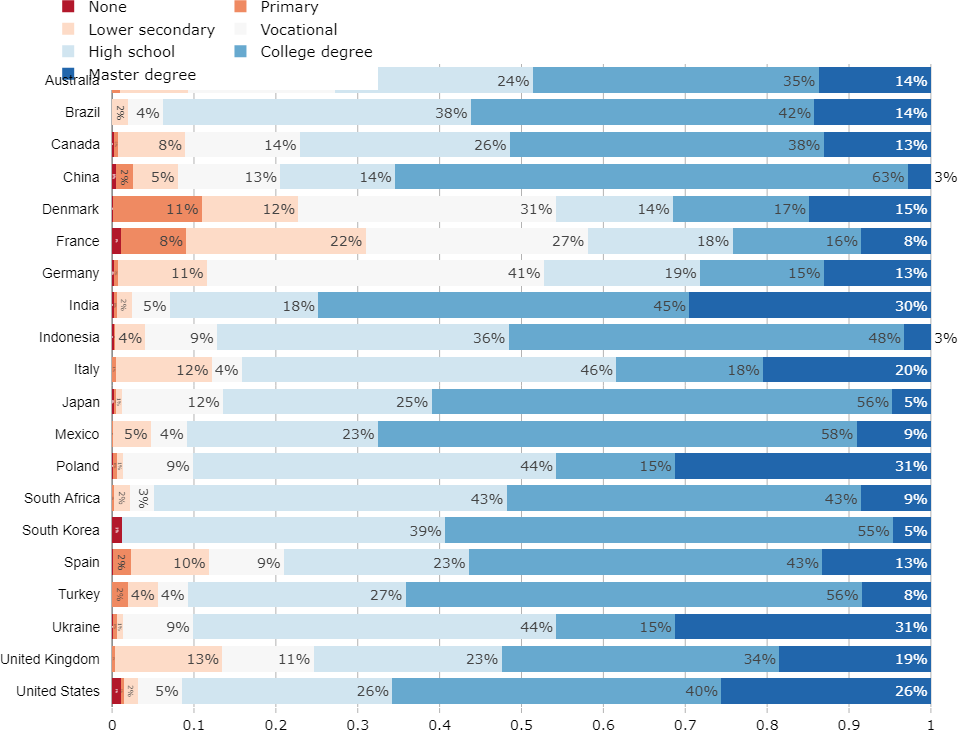 None Primary
Lower secondary Vocational
High school College degree
Master degree
Australia 24% 35% 14%
Brazil 2% 4% 38% 42% 14%
Canada 8% 14% 26% 38% 13%
China 2% 5% 13% 14% 63% 3%
Denmark 11% 12% 31% 14% 17% 15%
France 8% 22% 27% 18% 16% 8%
Germany 11% 41% 19% 15% 13%
India 2% 5% 18% 45% 30%
Indonesia 4% 9% 36% 48% 3%
Italy 12% 4% 46% 18% 20%
Japan 1% 12% 25% 56% 5%
Mexico 5% 4% 23% 58% 9%
Poland 1% 9% 44% 15% 31%
South Africa 2% 3% 43% 43% 9%
South Korea 39% 55% 5%
Spain 2% 10% 9% 23% 43% 13%
Turkey 2% 4% 4% 27% 56% 8%
Ukraine 1% 9% 44% 15% 31%
United Kingdom 13% 11% 23% 34% 19%
United States 2% 5% 26% 40% 26%
0 0.1 0.2 0.3 0.4 0.5 0.6 0.7 0.8 0.9 1